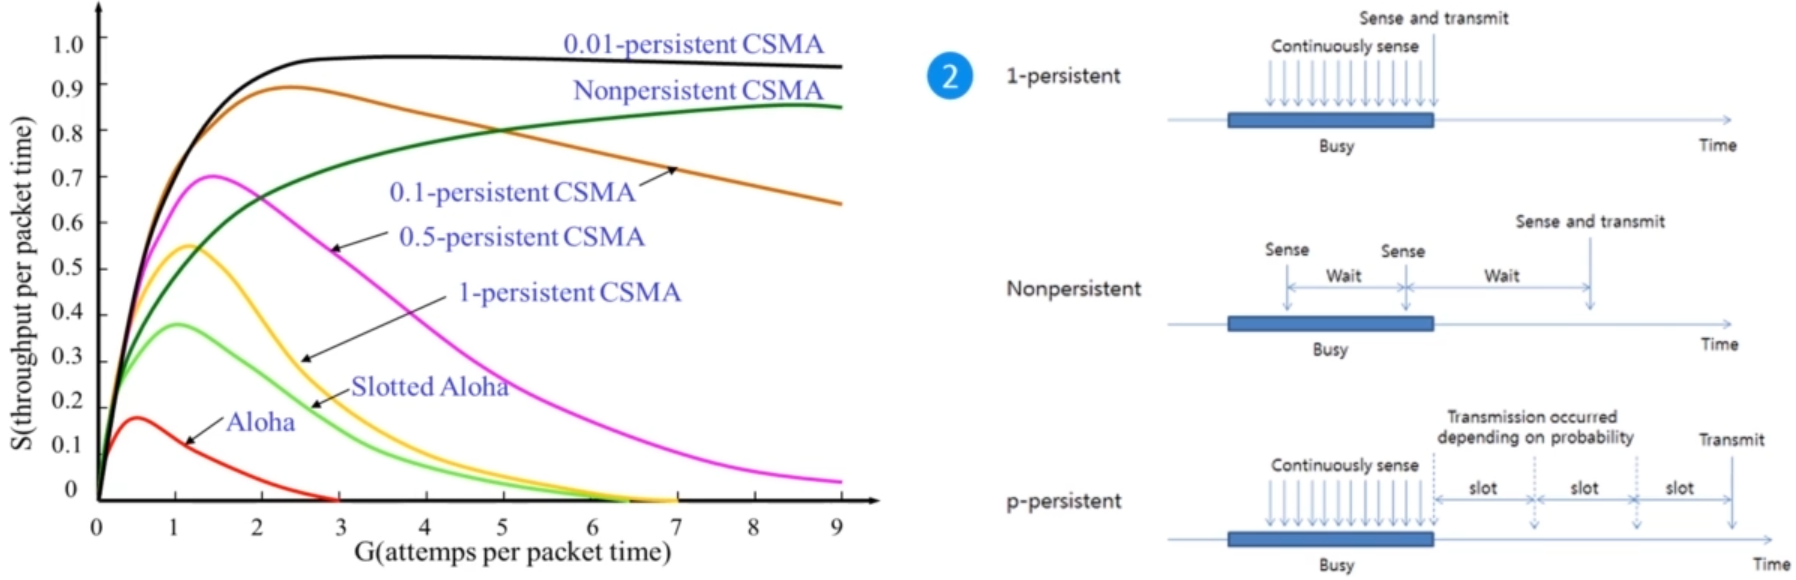 1.0
0.9
0.8
0.7
0.6
0.5
0.4
0.3
0.2
0.1
0
0 1 2 3 4 5 6 7 8 9
S(throughput per packet time)
G(attemps per packet time)
0.01-persistent CSMA
Nonpersistent CSMA
0.1-persistent CSMA
0.5-persistent CSMA
1-persistent CSMA
Slotted Aloha
Aloha
2
1-persistent
Sense and transmit
Continuously sense
Busy
Time
Nonpersistent
Sense and transmit
Sense Sense
Wait Wait
Busy
Time
p-persistent
Transmission occurred
depending on probability
Transmit
Continuously sense
slot slot slot
Busy
Time